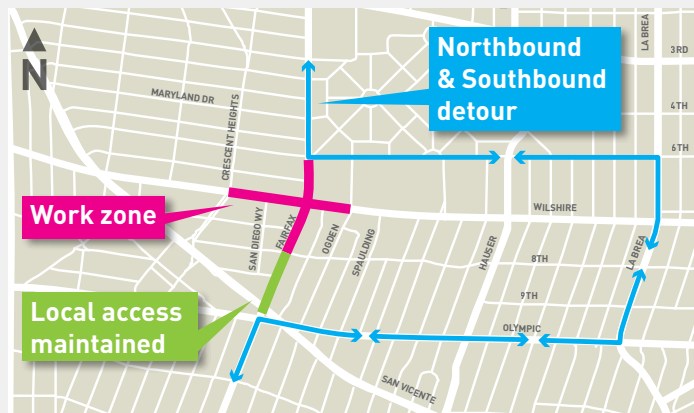 N
Northbound
& Southbound
detour
LA BREA
3RD
MARYLAND DR
4TH
CRESCENT HEIGHTS
6TH
Work zone
WILSHIRE
SAN DIEGO WY
FAIRFAX
OGDEN
SPAULDING
HAUSER
LA BREA
8TH
9TH
Local access
maintained
OLYMPIC
SAN VICENTE